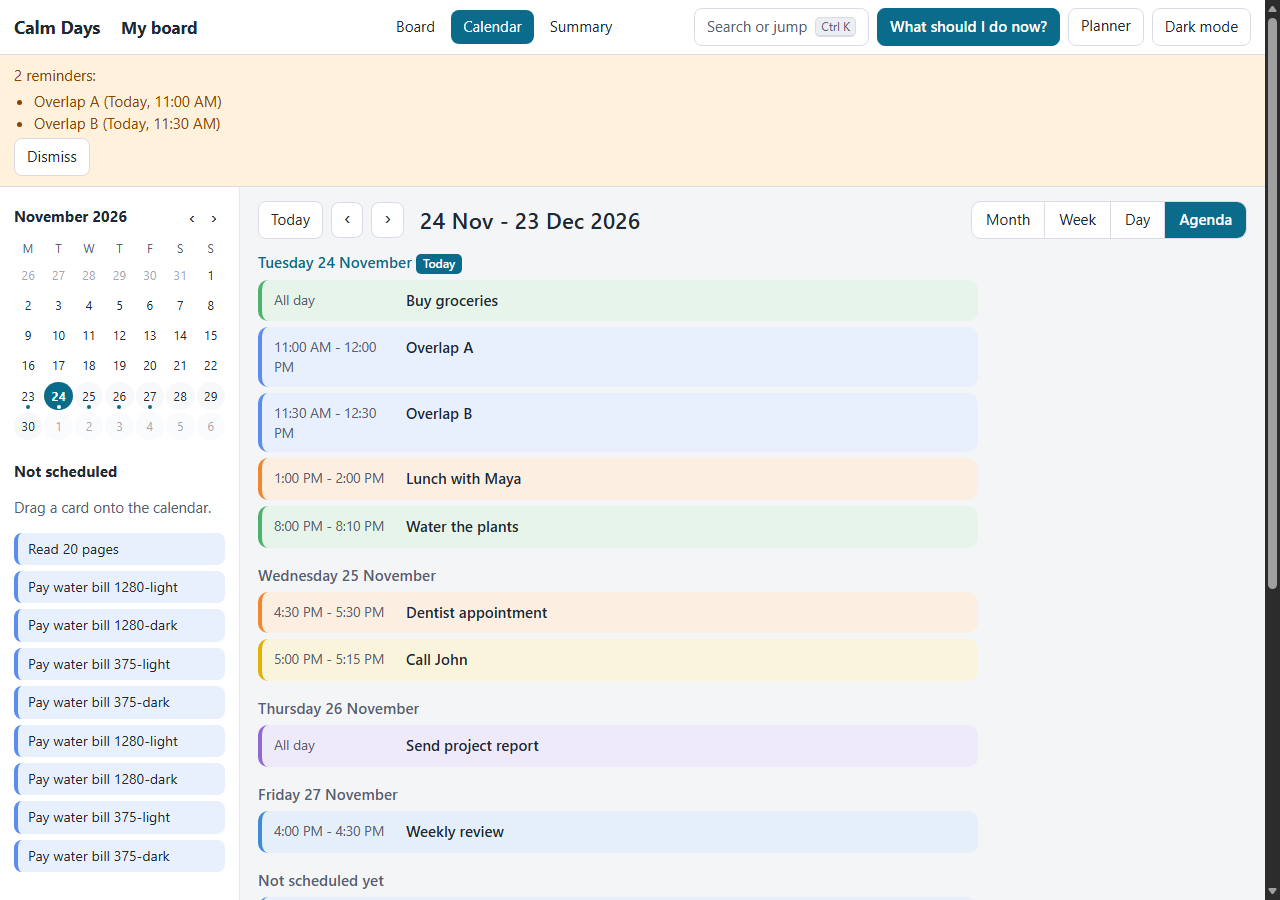 Calm Days My board Board Calendar Summary Search or jump Ctrl K What should I do now? Planner Dark mode
2 reminders:
• Overlap A (Today, 11:00 AM)
• Overlap B (Today, 11:30 AM)
Dismiss
November 2026 ‹ ›
M T W T F S S
26 27 28 29 30 31 1
2 3 4 5 6 7 8
9 10 11 12 13 14 15
16 17 18 19 20 21 22
23 24 25 26 27 28 29
30 1 2 3 4 5 6
Not scheduled
Drag a card onto the calendar.
Read 20 pages
Pay water bill 1280-light
Pay water bill 1280-dark
Pay water bill 375-light
Pay water bill 375-dark
Pay water bill 1280-light
Pay water bill 1280-dark
Pay water bill 375-light
Pay water bill 375-dark
Today ‹ › 24 Nov - 23 Dec 2026 Month Week Day Agenda
Tuesday 24 November Today
All day Buy groceries
11:00 AM - 12:00 Overlap A
PM
11:30 AM - 12:30 Overlap B
PM
1:00 PM - 2:00 PM Lunch with Maya
8:00 PM - 8:10 PM Water the plants
Wednesday 25 November
4:30 PM - 5:30 PM Dentist appointment
5:00 PM - 5:15 PM Call John
Thursday 26 November
All day Send project report
Friday 27 November
4:00 PM - 4:30 PM Weekly review
Not scheduled yet